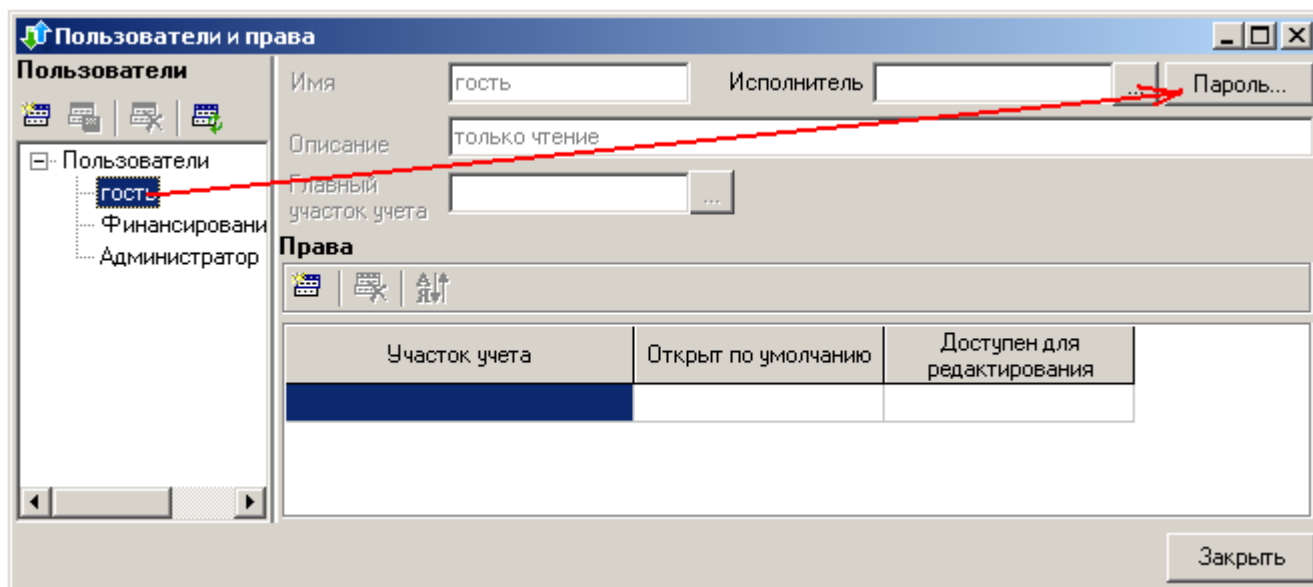 Пользователи и права
Пользователи
Имя
гость
Исполнитель
...
Пароль...
Описание
только чтение
Пользователи
гость
Финансировани
Администратор
Главный
участок учета
...
Права
Участок учета
Открыт по умолчанию
Доступен для
редактирования
Закрыть